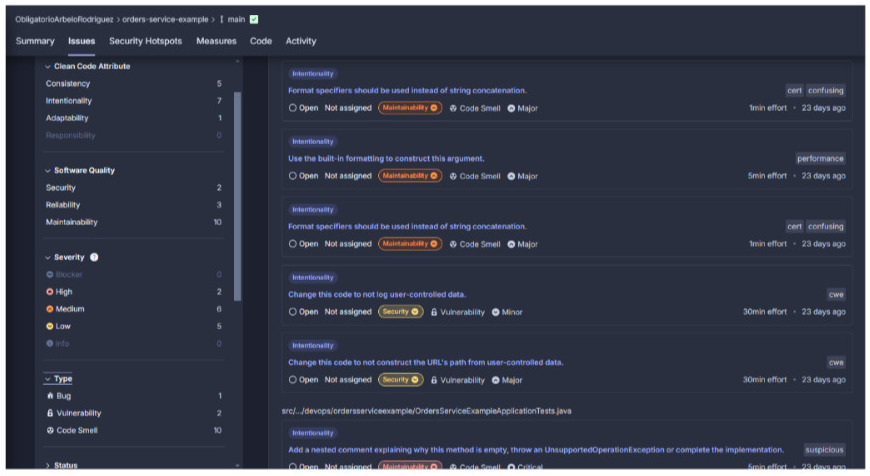 ObligatorioArbeloRodriguez > orders-service-example > main
Summary Issues Security Hotspots Measures Code Activity
Clean Code Attribute
Consistency 5
Intentionality 7
Adaptability 1
Responsibility 0
Software Quality
Security 2
Reliability 3
Maintainability 10
Severity ?
Blocker 0
High 2
Medium 6
Low 5
Info 0
Type
Bug 1
Vulnerability 2
Code Smell 10
Status
Intentionality
Format specifiers should be used instead of string concatenation. cert confusing
Open Not assigned Maintainability Code Smell Major 1min effort • 23 days ago
Intentionality
Use the built-in formatting to construct this argument. performance
Open Not assigned Maintainability Code Smell Major 5min effort • 23 days ago
Intentionality
Format specifiers should be used instead of string concatenation. cert confusing
Open Not assigned Maintainability Code Smell Major 1min effort • 23 days ago
Intentionality
Change this code to not log user-controlled data. cwe
Open Not assigned Security Vulnerability Minor 30min effort • 23 days ago
Intentionality
Change this code to not construct the URL's path from user-controlled data. cwe
Open Not assigned Security Vulnerability Major 30min effort • 23 days ago
src/.../devops/ordersserviceexample/OrdersServiceExampleApplicationTests.java
Intentionality
Add a nested comment explaining why this method is empty, throw an UnsupportedOperationException or complete the implementation. suspicious
Open Not assigned Maintainability Code Smell Critical 5min effort • 23 days ago